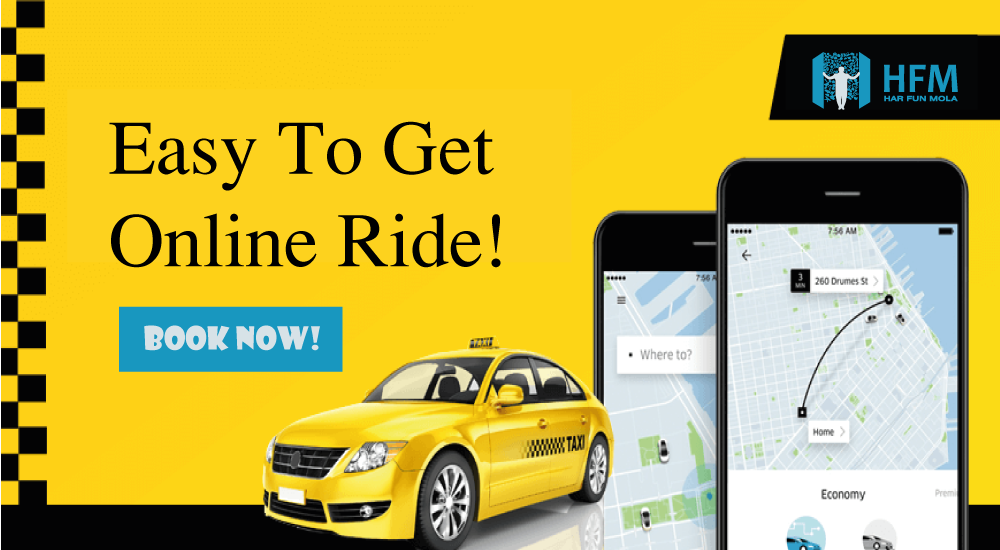 HFM
HAR FUN MOLA
Easy To Get
Online Ride!
BOOK NOW!
TAXI
TAXI
7:56 A
Where to?
7:56 AM
3
MIN
260 Drumes St
Home
Economy
Premi